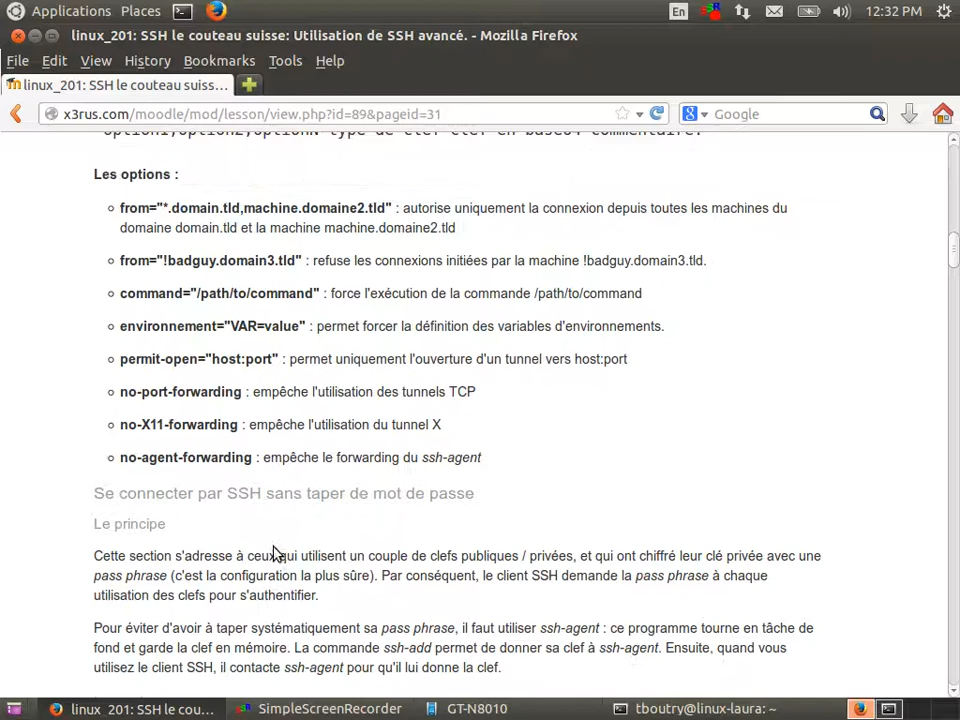 Applications Places En 12:32 PM
linux_201: SSH le couteau suisse: Utilisation de SSH avancé. - Mozilla Firefox
File Edit View History Bookmarks Tools Help
linux_201: SSH le couteau suiss...
x3rus.com/moodle/mod/lesson/view.php?id=89&pageid=31 Google
option1,option2,optionN type de clef clef en base64 commentaire.
Les options :
from="*.domain.tld,machine.domaine2.tld" : autorise uniquement la connexion depuis toutes les machines du
domaine domain.tld et la machine machine.domaine2.tld
from="!badguy.domain3.tld" : refuse les connexions initiées par la machine !badguy.domain3.tld.
command="/path/to/command" : force l'exécution de la commande /path/to/command
environnement="VAR=value" : permet forcer la définition des variables d'environnements.
permit-open="host:port" : permet uniquement l'ouverture d'un tunnel vers host:port
no-port-forwarding : empêche l'utilisation des tunnels TCP
no-X11-forwarding : empêche l'utilisation du tunnel X
no-agent-forwarding : empêche le forwarding du ssh-agent
Se connecter par SSH sans taper de mot de passe
Le principe
Cette section s'adresse à ceux qui utilisent un couple de clefs publiques / privées, et qui ont chiffré leur clé privée avec une
pass phrase (c'est la configuration la plus sûre). Par conséquent, le client SSH demande la pass phrase à chaque
utilisation des clefs pour s'authentifier.
Pour éviter d'avoir à taper systématiquement sa pass phrase, il faut utiliser ssh-agent : ce programme tourne en tâche de
fond et garde la clef en mémoire. La commande ssh-add permet de donner sa clef à ssh-agent. Ensuite, quand vous
utilisez le client SSH, il contacte ssh-agent pour qu'il lui donne la clef.
linux_201: SSH le cou... SimpleScreenRecorder GT-N8010 tboutry@linux-laura: ~